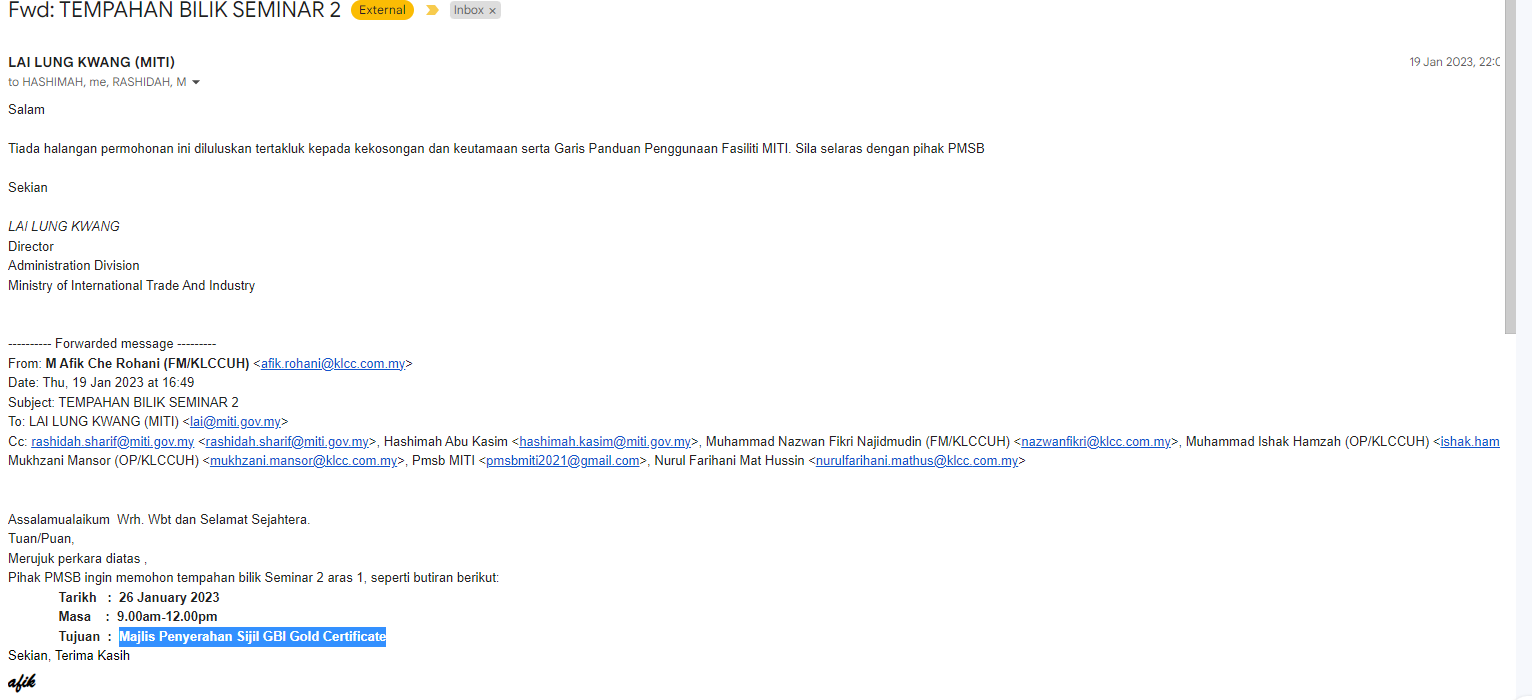 Fwd: TEMPAHAN BILIK SEMINAR 2 External Inbox ×
LAI LUNG KWANG (MITI) 19 Jan 2023,
to HASHIMAH, me, RASHIDAH, M
Salam
Tiada halangan permohonan ini diluluskan tertakluk kepada kekosongan dan keutamaan serta Garis Panduan Penggunaan Fasiliti MITI. Sila selaras dengan pihak PMSB
Sekian
LAI LUNG KWANG
Director
Administration Division
Ministry of International Trade And Industry
---------- Forwarded message ---------
From: M Afik Che Rohani (FM/KLCCUH) <afik.rohani@klcc.com.my>
Date: Thu, 19 Jan 2023 at 16:49
Subject: TEMPAHAN BILIK SEMINAR 2
To: LAI LUNG KWANG (MITI) <lai@miti.gov.my>
Cc: rashidah.sharif@miti.gov.my <rashidah.sharif@miti.gov.my>, Hashimah Abu Kasim <hashimah.kasim@miti.gov.my>, Muhammad Nazwan Fikri Najidmudin (FM/KLCCUH) <nazwanfikri@klcc.com.my>, Muhammad Ishak Hamzah (OP/KLCCUH) <ishak.ham
Mukhzani Mansor (OP/KLCCUH) <mukhzani.mansor@klcc.com.my>, Pmsb MITI <pmsbmiti2021@gmail.com>, Nurul Farihani Mat Hussin <nurulfarihani.mathus@klcc.com.my>
Assalamualaikum Wrh. Wbt dan Selamat Sejahtera.
Tuan/Puan,
Merujuk perkara diatas ,
Pihak PMSB ingin memohon tempahan bilik Seminar 2 aras 1, seperti butiran berikut:
Tarikh : 26 January 2023
Masa : 9.00am-12.00pm
Tujuan : Majlis Penyerahan Sijil GBI Gold Certificate
Sekian, Terima Kasih
afik